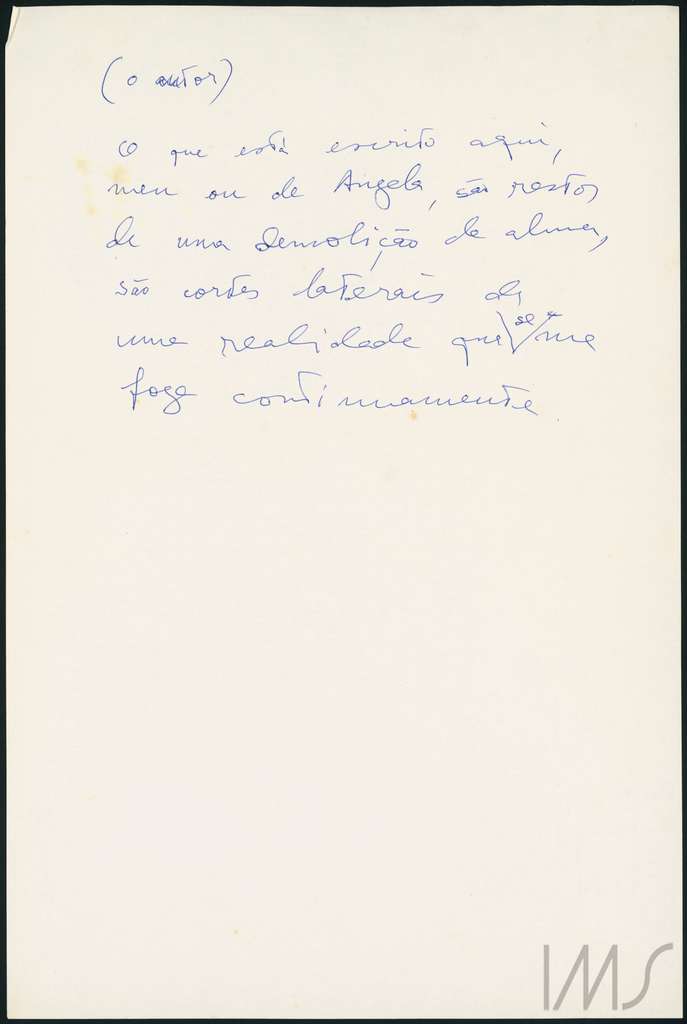 (o autor)
O que está escrito aqui,
meu ou de Angela, são restos
de uma demolição de alma,
são cortes laterais de
uma realidade que se me
foge continuamente
IMS